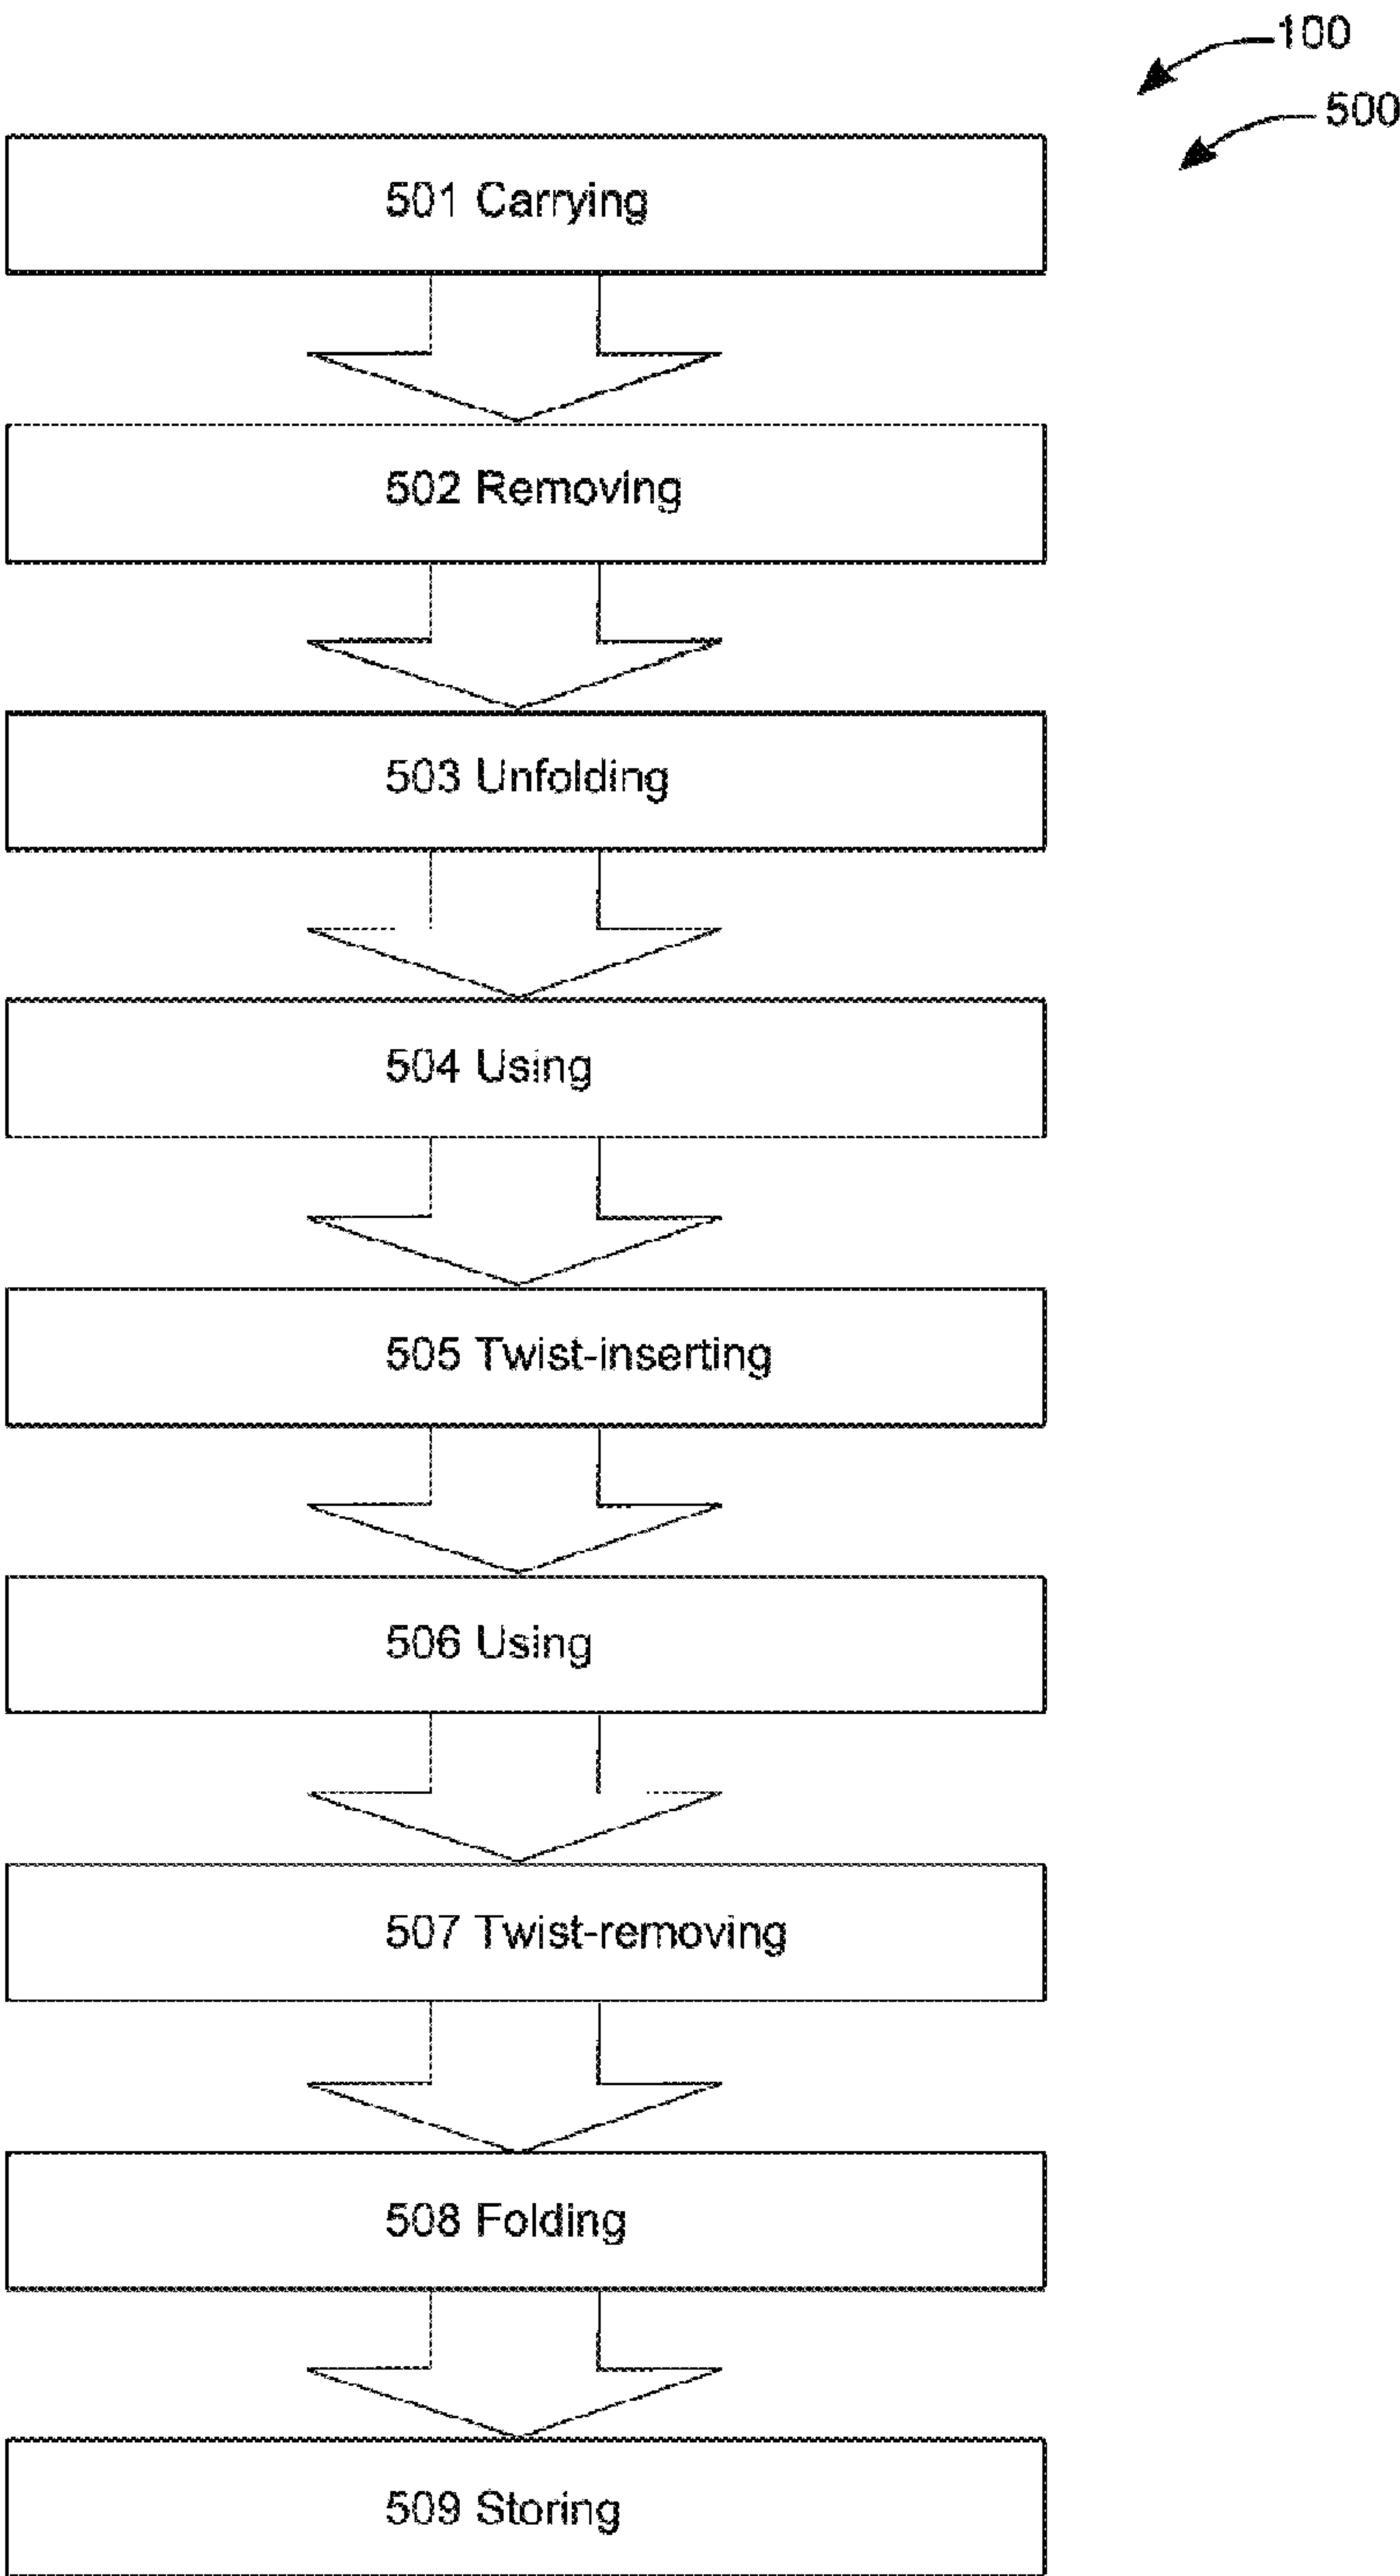 100
500
501 Carrying
502 Removing
503 Unfolding
504 Using
505 Twist-inserting
506 Using
507 Twist-removing
508 Folding
509 Storing